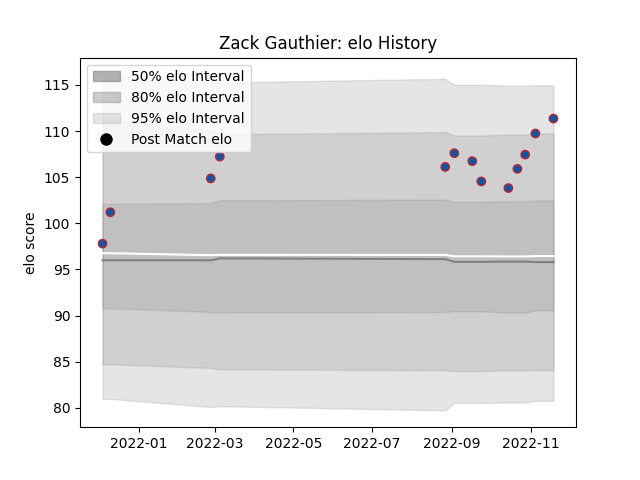 Zack Gauthier: elo History
50% elo Interval
80% elo Interval
95% elo Interval
Post Match elo
elo score
115
110
105
100
95
90
85
80
2022-01 2022-03 2022-05 2022-07 2022-09 2022-11